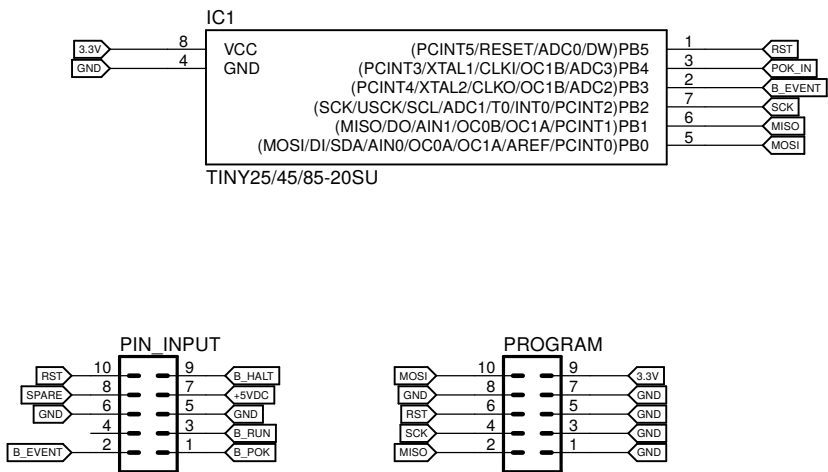 IC1
3.3V 8 VCC (PCINT5/RESET/ADC0/DW)PB5 1 RST
GND 4 GND (PCINT3/XTAL1/CLKI/OC1B/ADC3)PB4 3 POK_IN
(PCINT4/XTAL2/CLKO/OC1B/ADC2)PB3 2 B_EVENT
(SCK/USCK/SCL/ADC1/T0/INT0/PCINT2)PB2 7 SCK
(MISO/DO/AIN1/OC0B/OC1A/PCINT1)PB1 6 MISO
(MOSI/DI/SDA/AIN0/OC0A/OC1A/AREF/PCINT0)PB0 5 MOSI
TINY25/45/85-20SU
PIN_INPUT
RST 10 9 B_HALT
SPARE 8 7 +5VDC
GND 6 5 GND
4 3 B_RUN
B_EVENT 2 1 B_POK
PROGRAM
MOSI 10 9 3.3V
GND 8 7 GND
RST 6 5 GND
SCK 4 3 GND
MISO 2 1 GND